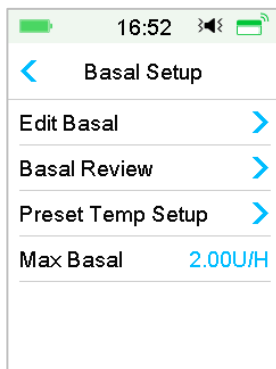 16:52
Basal Setup
Edit Basal
Basal Review
Preset Temp Setup
Max Basal 2.00U/H